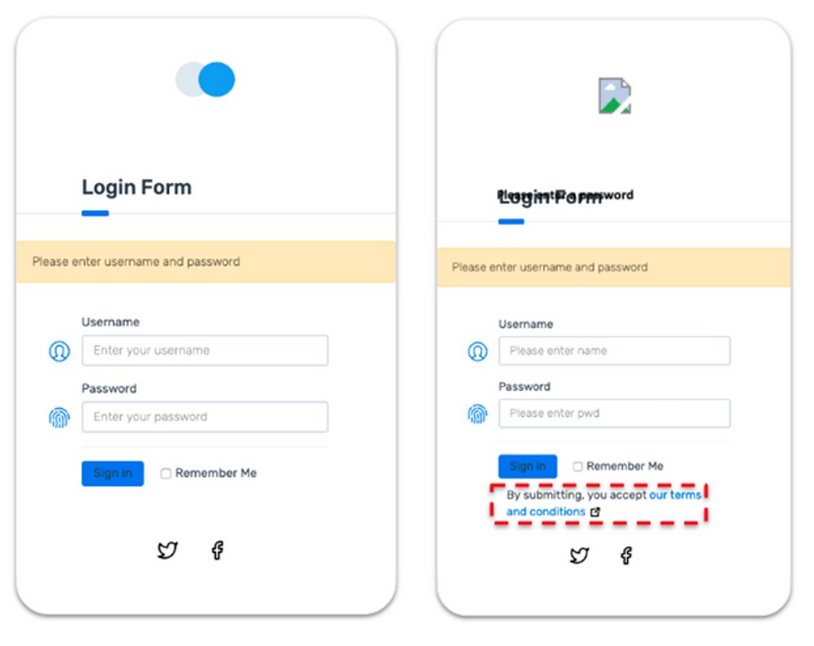 Login Form
Please enter username and password
Username
Enter your username
Password
Enter your password
Sign in
Remember Me
Please enter a password
Login Form
Please enter username and password
Username
Please enter name
Password
Please enter pwd
Sign in
Remember Me
By submitting, you accept our terms
and conditions